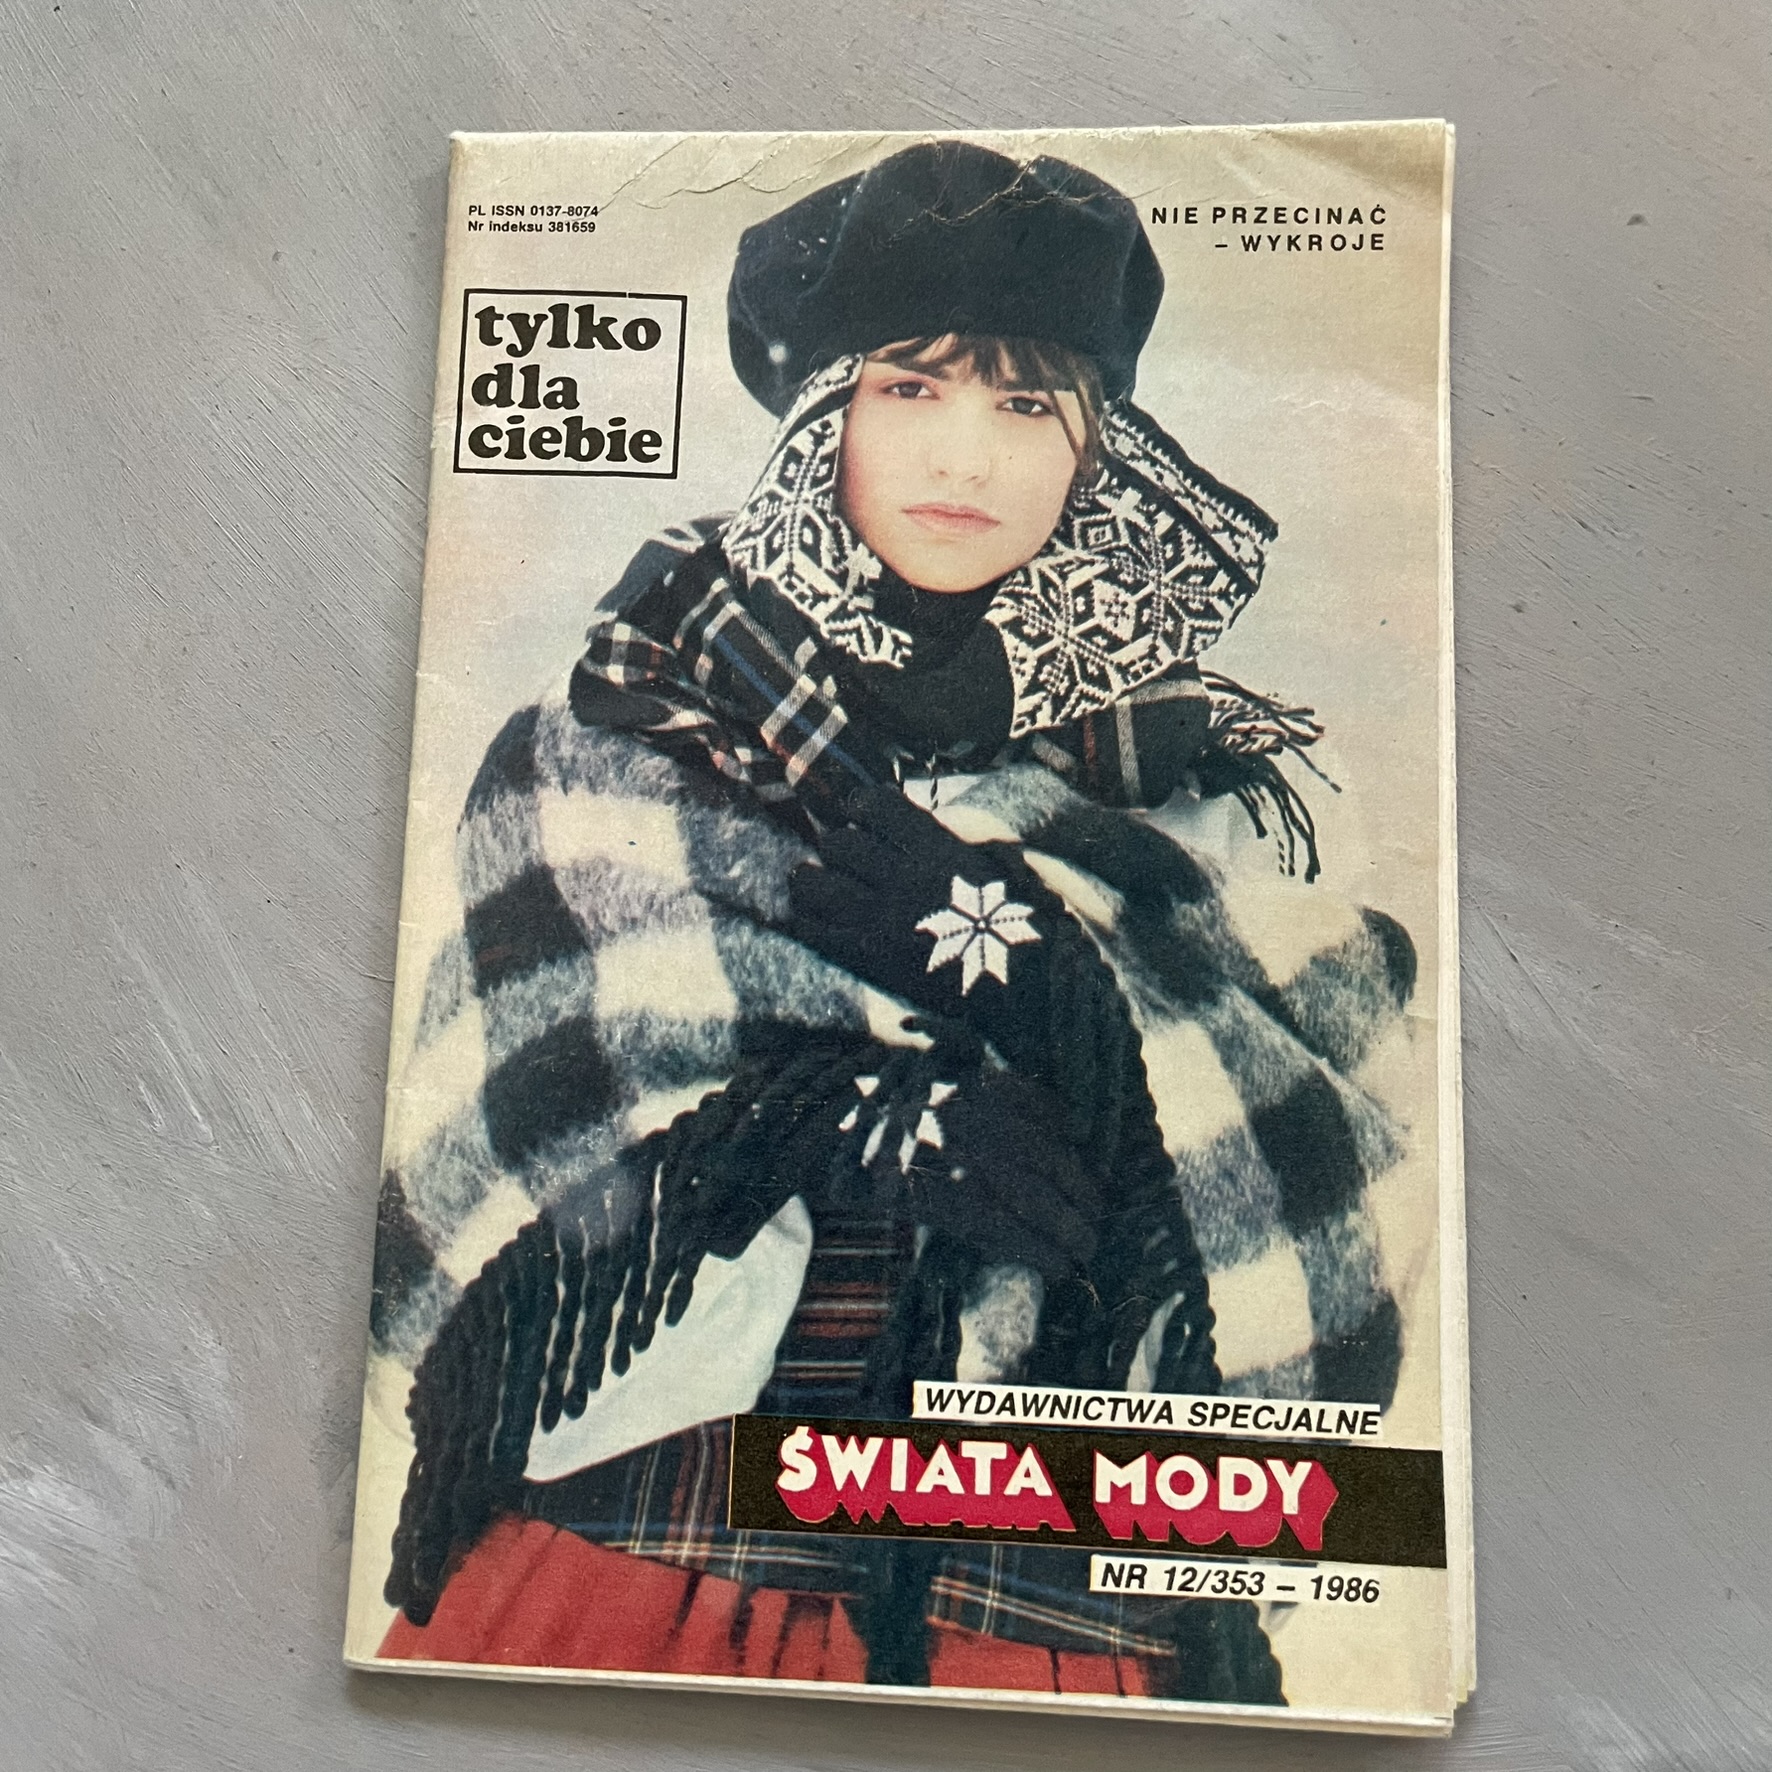 PL ISSN 0137-8074
Nr indeksu 381659
NIE PRZECINAĆ
– WYKROJE
tylko
dla
ciebie
WYDAWNICTWA SPECJALNE
ŚWIATA MODY
NR 12/353 – 1986